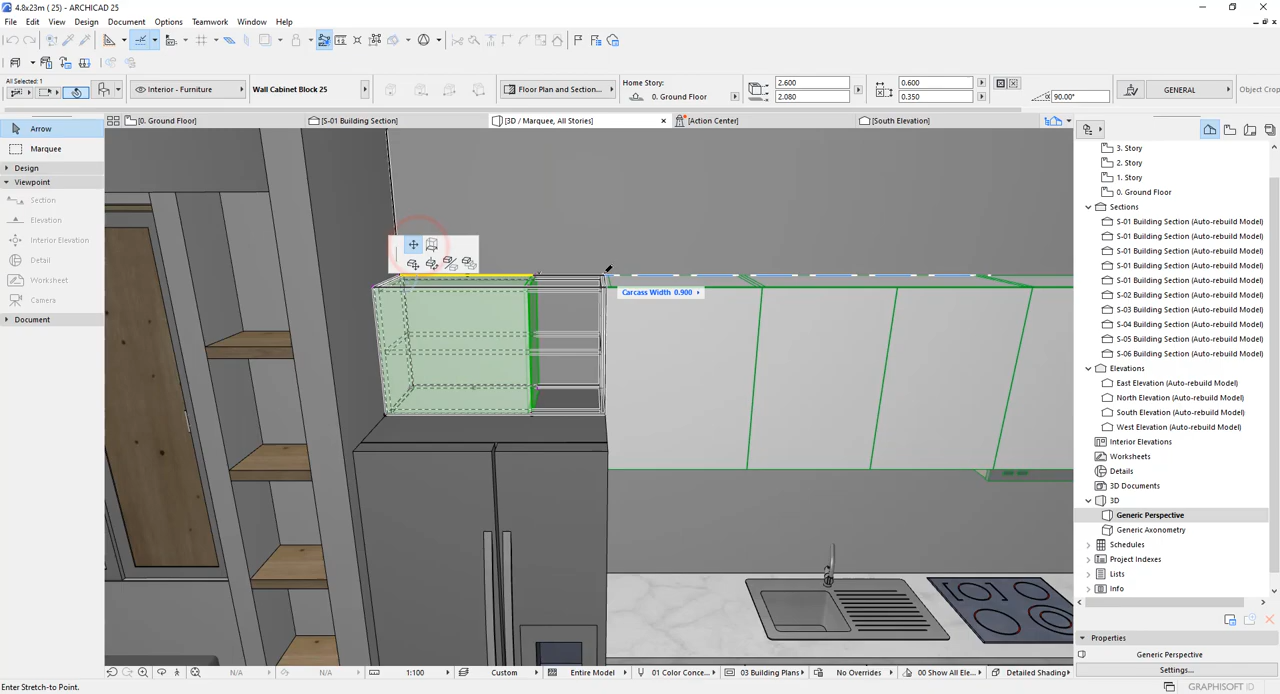 4.8x23m ( 25) - ARCHICAD 25
File Edit View Design Document Options Teamwork Window Help
All Selected: 1
Interior - Furniture
Wall Cabinet Block 25
Floor Plan and Section...
Home Story:
0. Ground Floor
2.600
2.080
0.600
0.350
90.00°
GENERAL
Object Crop
Arrow
Marquee
Design
Viewpoint
Section
Elevation
Interior Elevation
Detail
Worksheet
Camera
Document
[0. Ground Floor]
[S-01 Building Section]
[3D / Marquee, All Stories]
[Action Center]
[South Elevation]
Carcass Width 0.900
3. Story
2. Story
1. Story
0. Ground Floor
Sections
S-01 Building Section (Auto-rebuild Model)
S-01 Building Section (Auto-rebuild Model)
S-01 Building Section (Auto-rebuild Model)
S-01 Building Section (Auto-rebuild Model)
S-01 Building Section (Auto-rebuild Model)
S-02 Building Section (Auto-rebuild Model)
S-03 Building Section (Auto-rebuild Model)
S-04 Building Section (Auto-rebuild Model)
S-05 Building Section (Auto-rebuild Model)
S-06 Building Section (Auto-rebuild Model)
Elevations
East Elevation (Auto-rebuild Model)
North Elevation (Auto-rebuild Model)
South Elevation (Auto-rebuild Model)
West Elevation (Auto-rebuild Model)
Interior Elevations
Worksheets
Details
3D Documents
3D
Generic Perspective
Generic Axonometry
Schedules
Project Indexes
Lists
Info
Properties
Generic Perspective
Settings...
N/A
N/A
1:100
Custom
Entire Model
01 Color Conce...
03 Building Plans
No Overrides
00 Show All Ele...
Detailed Shading
Enter Stretch-to Point.
GRAPHISOFT ID